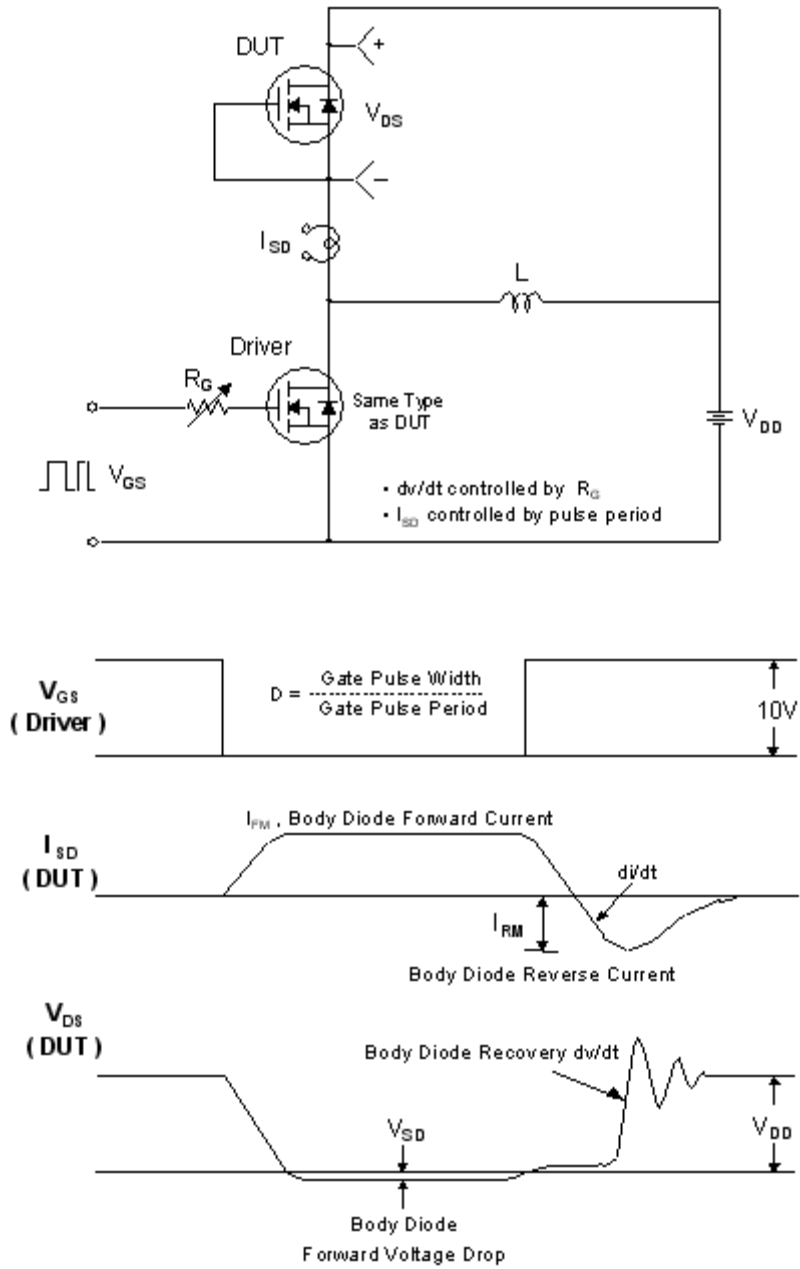 DUT
+
V_DS
−
I_SD
L
Driver
R_G
Same Type
as DUT
V_DD
V_GS
• dv/dt controlled by R_G
• I_SD controlled by pulse period
V_GS
( Driver )
D = Gate Pulse Width
Gate Pulse Period
10V
I_FM , Body Diode Forward Current
I_SD
( DUT )
di/dt
I_RM
Body Diode Reverse Current
V_DS
( DUT )
Body Diode Recovery dv/dt
V_SD
V_DD
Body Diode
Forward Voltage Drop